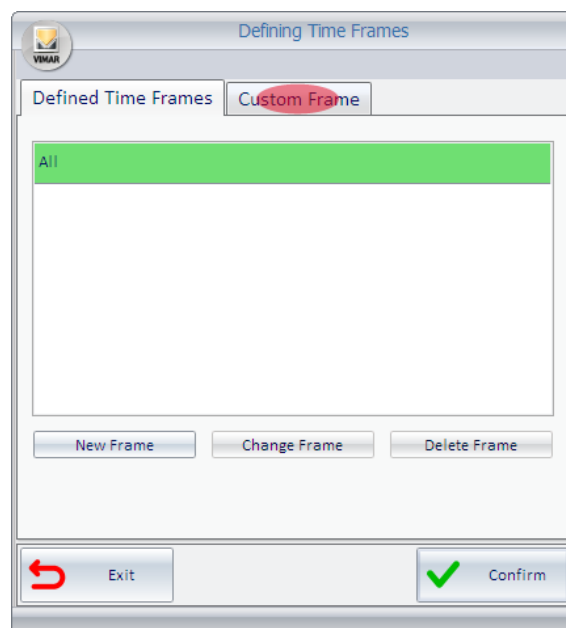 Defining Time Frames
VIMAR
Defined Time Frames Custom Frame
All
New Frame Change Frame Delete Frame
Exit Confirm